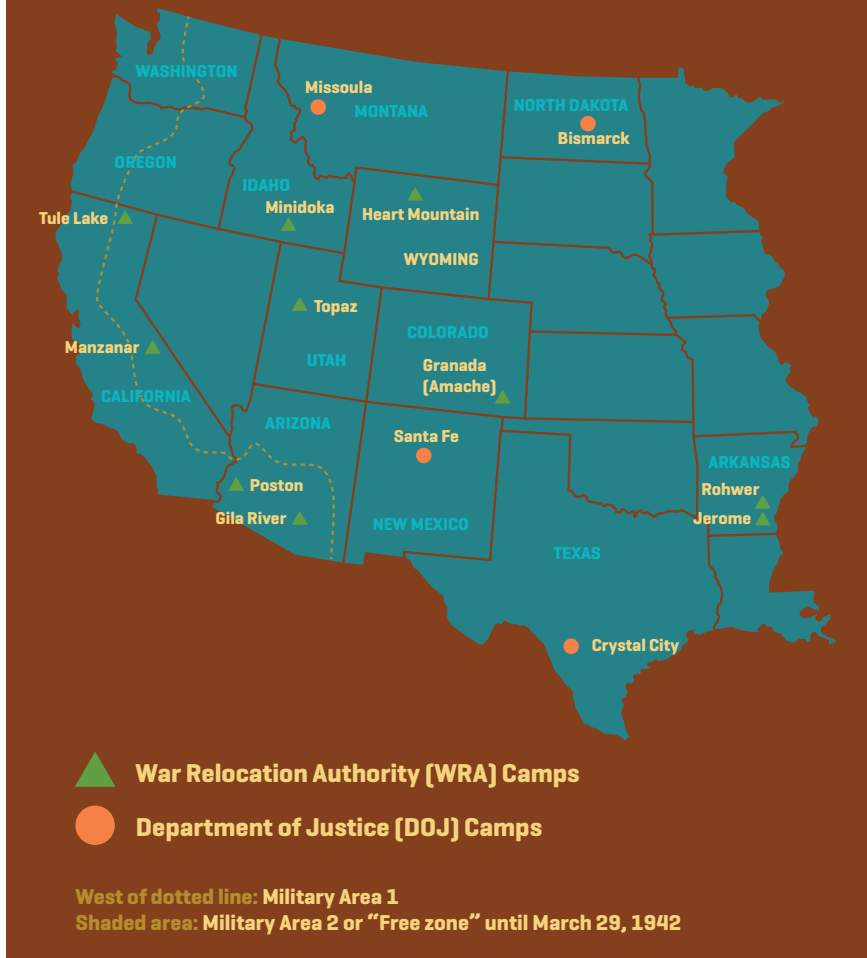 WASHINGTON
Missoula
MONTANA
NORTH DAKOTA
Bismarck
OREGON
IDAHO
Minidoka
Tule Lake
Heart Mountain
WYOMING
Topaz
COLORADO
Manzanar
UTAH
Granada
(Amache)
CALIFORNIA
ARIZONA
Santa Fe
ARKANSAS
Poston
Rohwer
Gila River
Jerome
NEW MEXICO
TEXAS
Crystal City
War Relocation Authority (WRA) Camps
Department of Justice (DOJ) Camps
West of dotted line: Military Area 1
Shaded area: Military Area 2 or “Free zone” until March 29, 1942